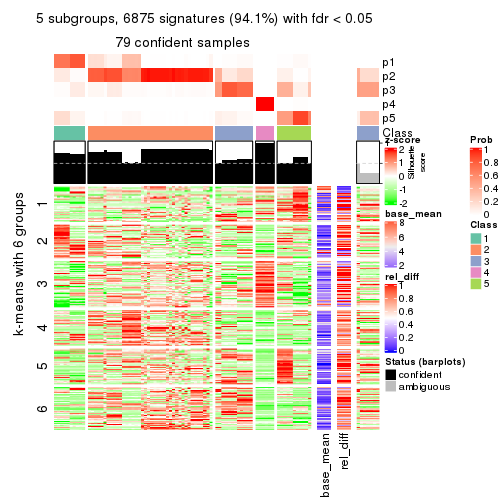 5 subgroups, 6875 signatures (94.1%) with fdr < 0.05
79 confident samples
p1
p2
p3
p4
p5
Class
Silhouette
score
k-means with 6 groups
1
2
3
4
5
6
base_mean
rel_diff
z-score
2
1
0
-1
-2
base_mean
8
6
4
2
rel_diff
1
0.8
0.6
0.4
0.2
0
Status (barplots)
confident
ambiguous
Prob
1
0.8
0.6
0.4
0.2
0
Class
1
2
3
4
5